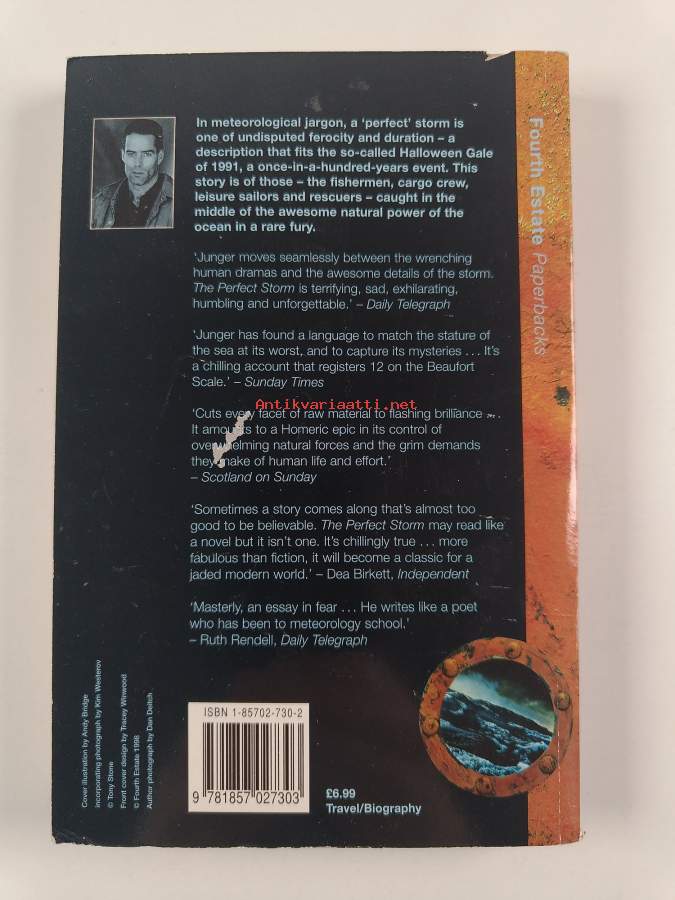 In meteorological jargon, a ‘perfect’ storm is
one of undisputed ferocity and duration – a
description that fits the so-called Halloween Gale
of 1991, a once-in-a-hundred-years event. This
story is of those – the fishermen, cargo crew,
leisure sailors and rescuers – caught in the
middle of the awesome natural power of the
ocean in a rare fury.
‘Junger moves seamlessly between the wrenching
human dramas and the awesome details of the storm.
The Perfect Storm is terrifying, sad, exhilarating,
humbling and unforgettable.’ – Daily Telegraph
‘Junger has found a language to match the stature of
the sea at its worst, and to capture its mysteries ... It’s
a chilling account that registers 12 on the Beaufort
Scale.’ – Sunday Times
‘Cuts every facet of raw material to flashing brilliance ...
It amounts to a Homeric epic in its control of
overwhelming natural forces and the grim demands
they make of human life and effort.’
– Scotland on Sunday
‘Sometimes a story comes along that’s almost too
good to be believable. The Perfect Storm may read like
a novel but it isn’t one. It’s chillingly true ... more
fabulous than fiction, it will become a classic for a
jaded modern world.’ – Dea Birkett, Independent
‘Masterly, an essay in fear ... He writes like a poet
who has been to meteorology school.’
– Ruth Rendell, Daily Telegraph
Antikvariaatti.net
Fourth Estate Paperbacks
Cover illustration by Andy Bridge
incorporating photograph by Kim Westerov
© Tony Stone
Front cover design by Tracey Winwood
© Fourth Estate 1998
Author photograph by Dan Deitch
ISBN 1-85702-730-2
9 781857 027303
£6.99
Travel/Biography